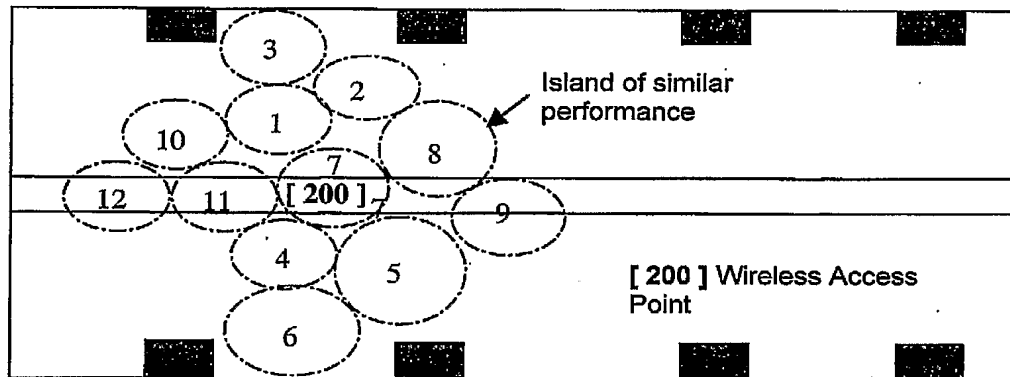 3
2
Island of similar
performance
1
10
8
7
12
11
[ 200 ]
7
9
4
5
[ 200 ] Wireless Access
Point
6